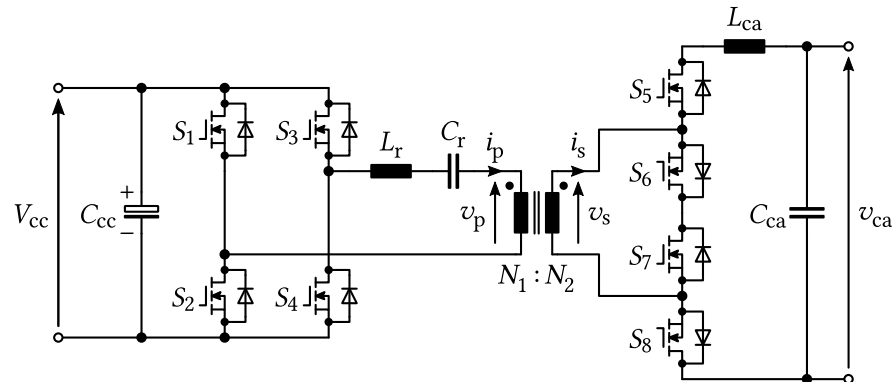 L_ca
S_5
S_1
S_3
L_r
C_r
i_p
i_s
+
V_cc
C_cc
−
v_p
v_s
S_6
C_ca
v_ca
S_7
N_1 : N_2
S_2
S_4
S_8